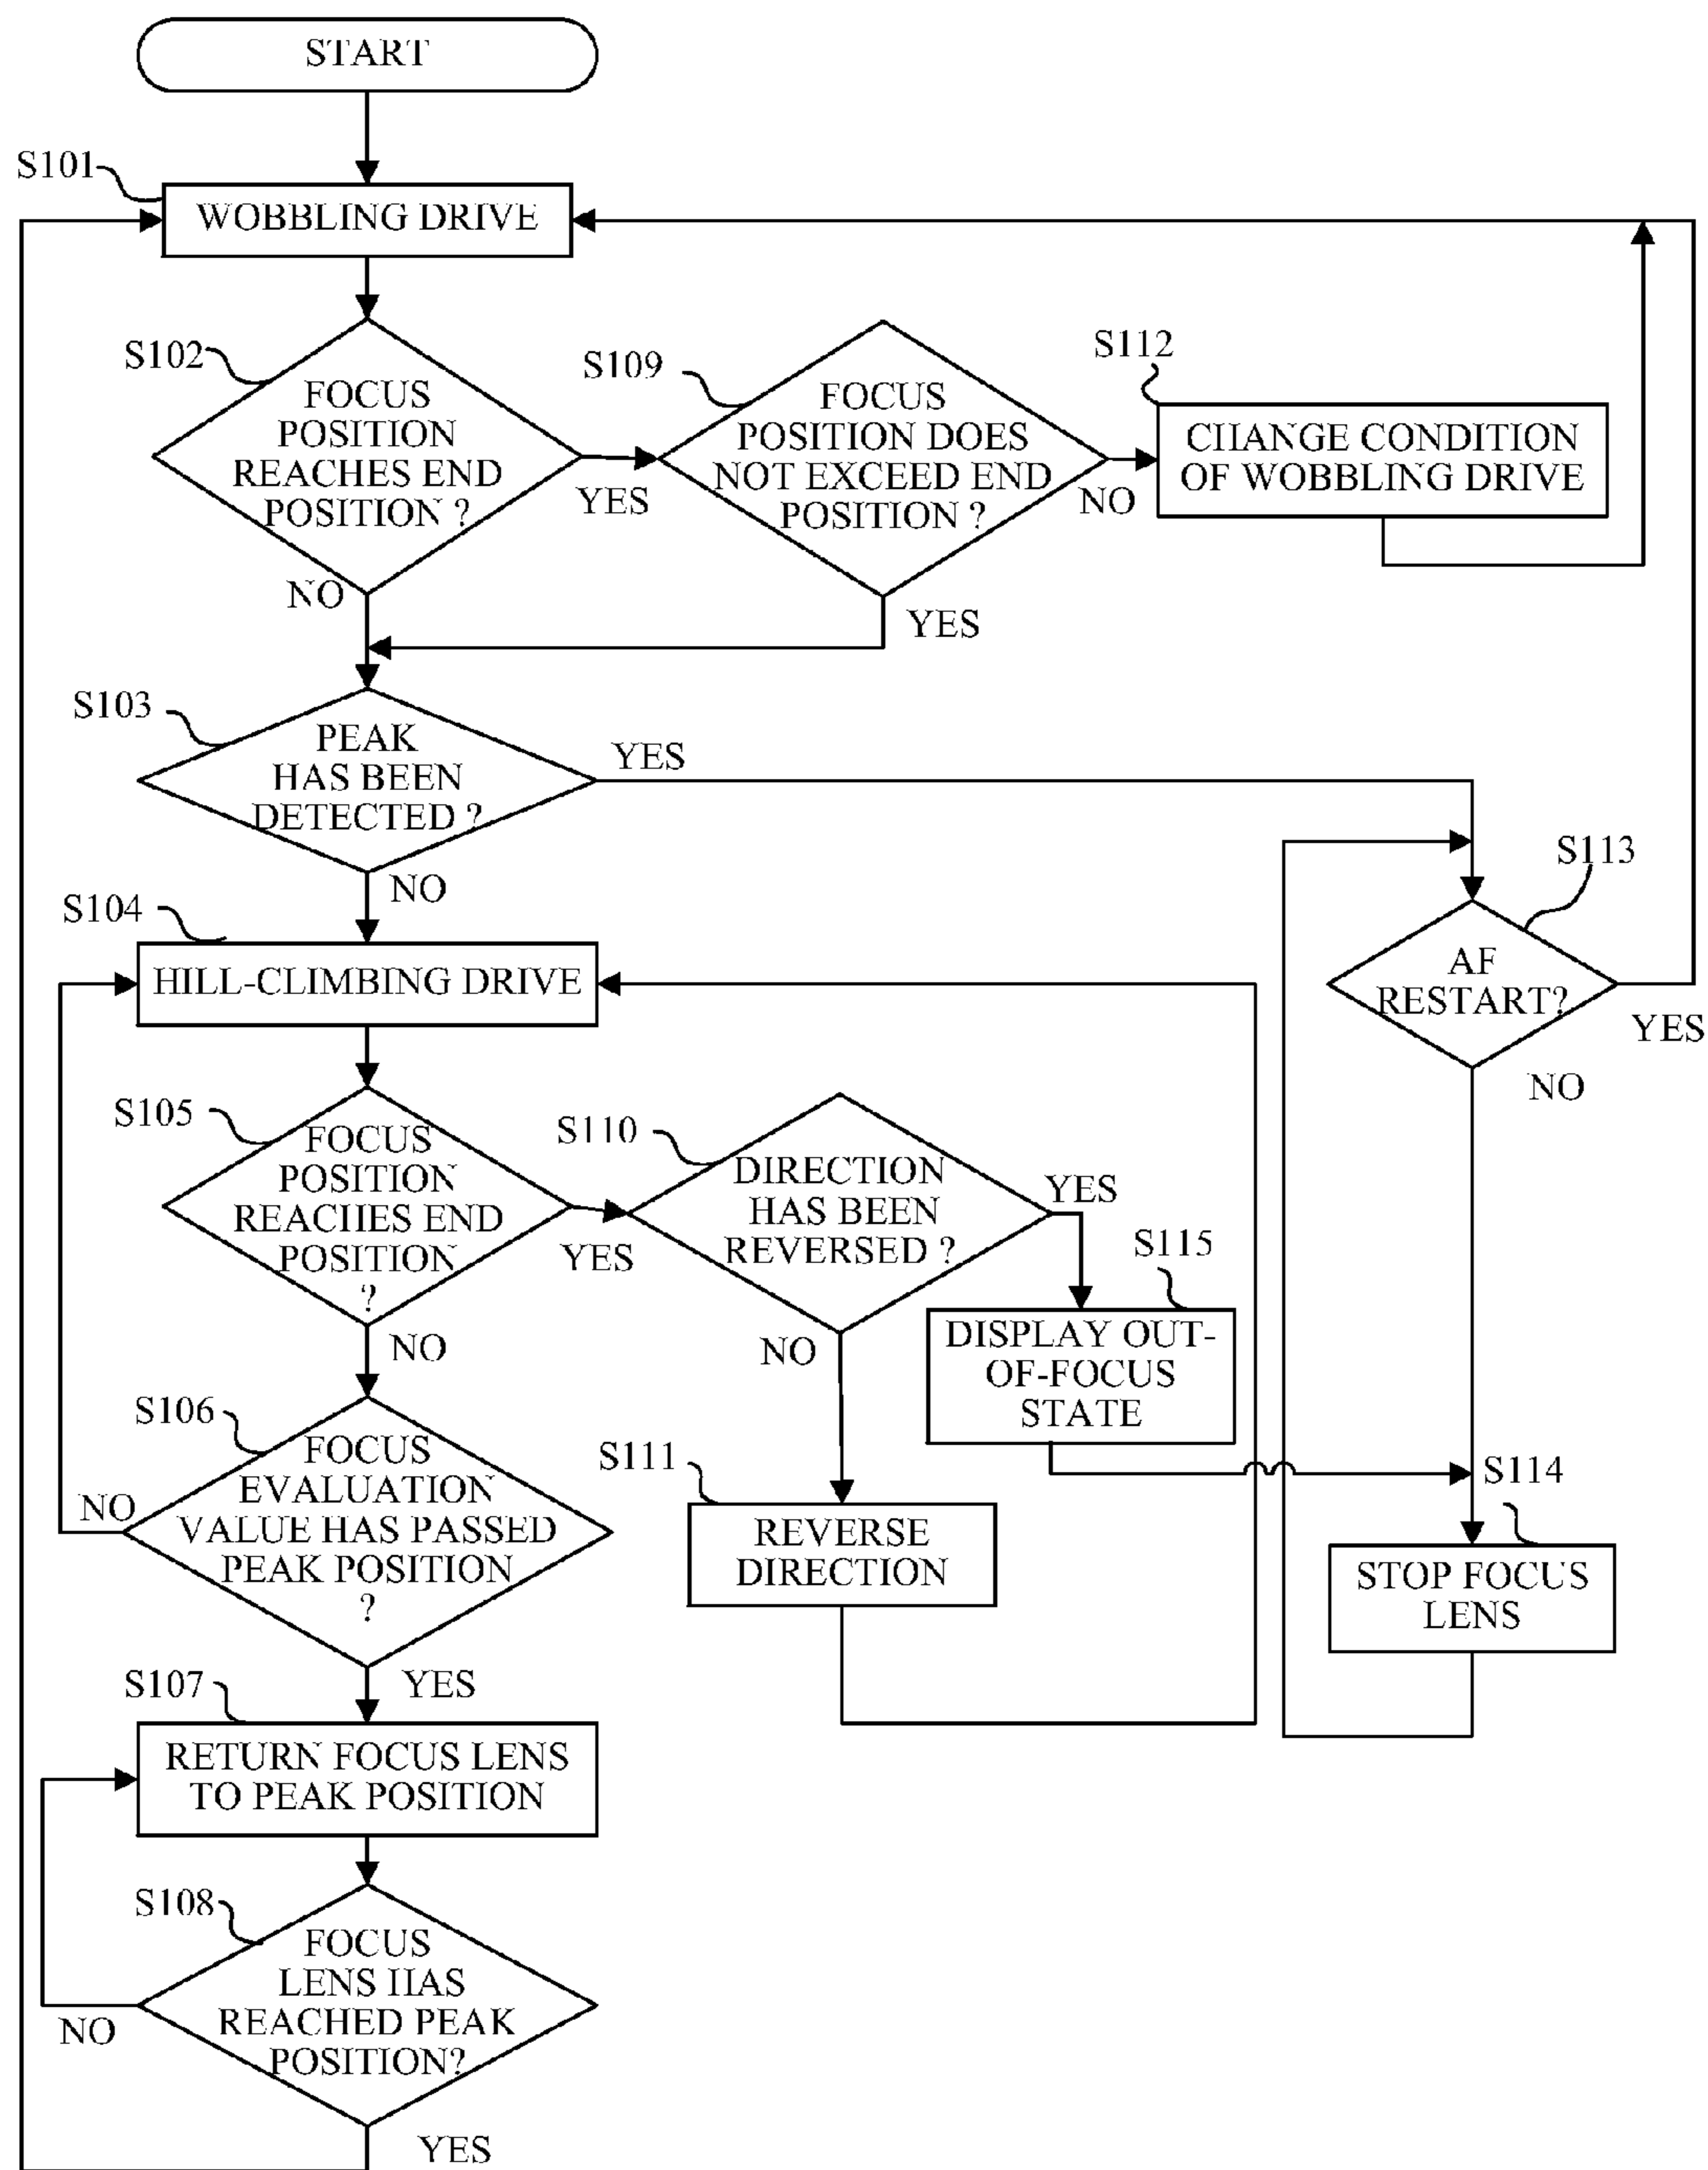 START
S101
WOBBLING DRIVE
S102
FOCUS
POSITION
REACHES END
POSITION ?
YES
NO
S109
FOCUS
POSITION DOES
NOT EXCEED END
POSITION ?
NO
YES
S112
CHANGE CONDITION
OF WOBBLING DRIVE
S103
PEAK
HAS BEEN
DETECTED ?
YES
NO
S113
AF
RESTART?
YES
NO
S104
HILL-CLIMBING DRIVE
S105
FOCUS
POSITION
REACHES END
POSITION
?
YES
NO
S110
DIRECTION
HAS BEEN
REVERSED ?
YES
NO
S115
DISPLAY OUT-
OF-FOCUS
STATE
S106
FOCUS
EVALUATION
VALUE HAS PASSED
PEAK POSITION
?
NO
YES
S111
REVERSE
DIRECTION
S114
STOP FOCUS
LENS
S107
RETURN FOCUS LENS
TO PEAK POSITION
S108
FOCUS
LENS HAS
REACHED PEAK
POSITION?
NO
YES